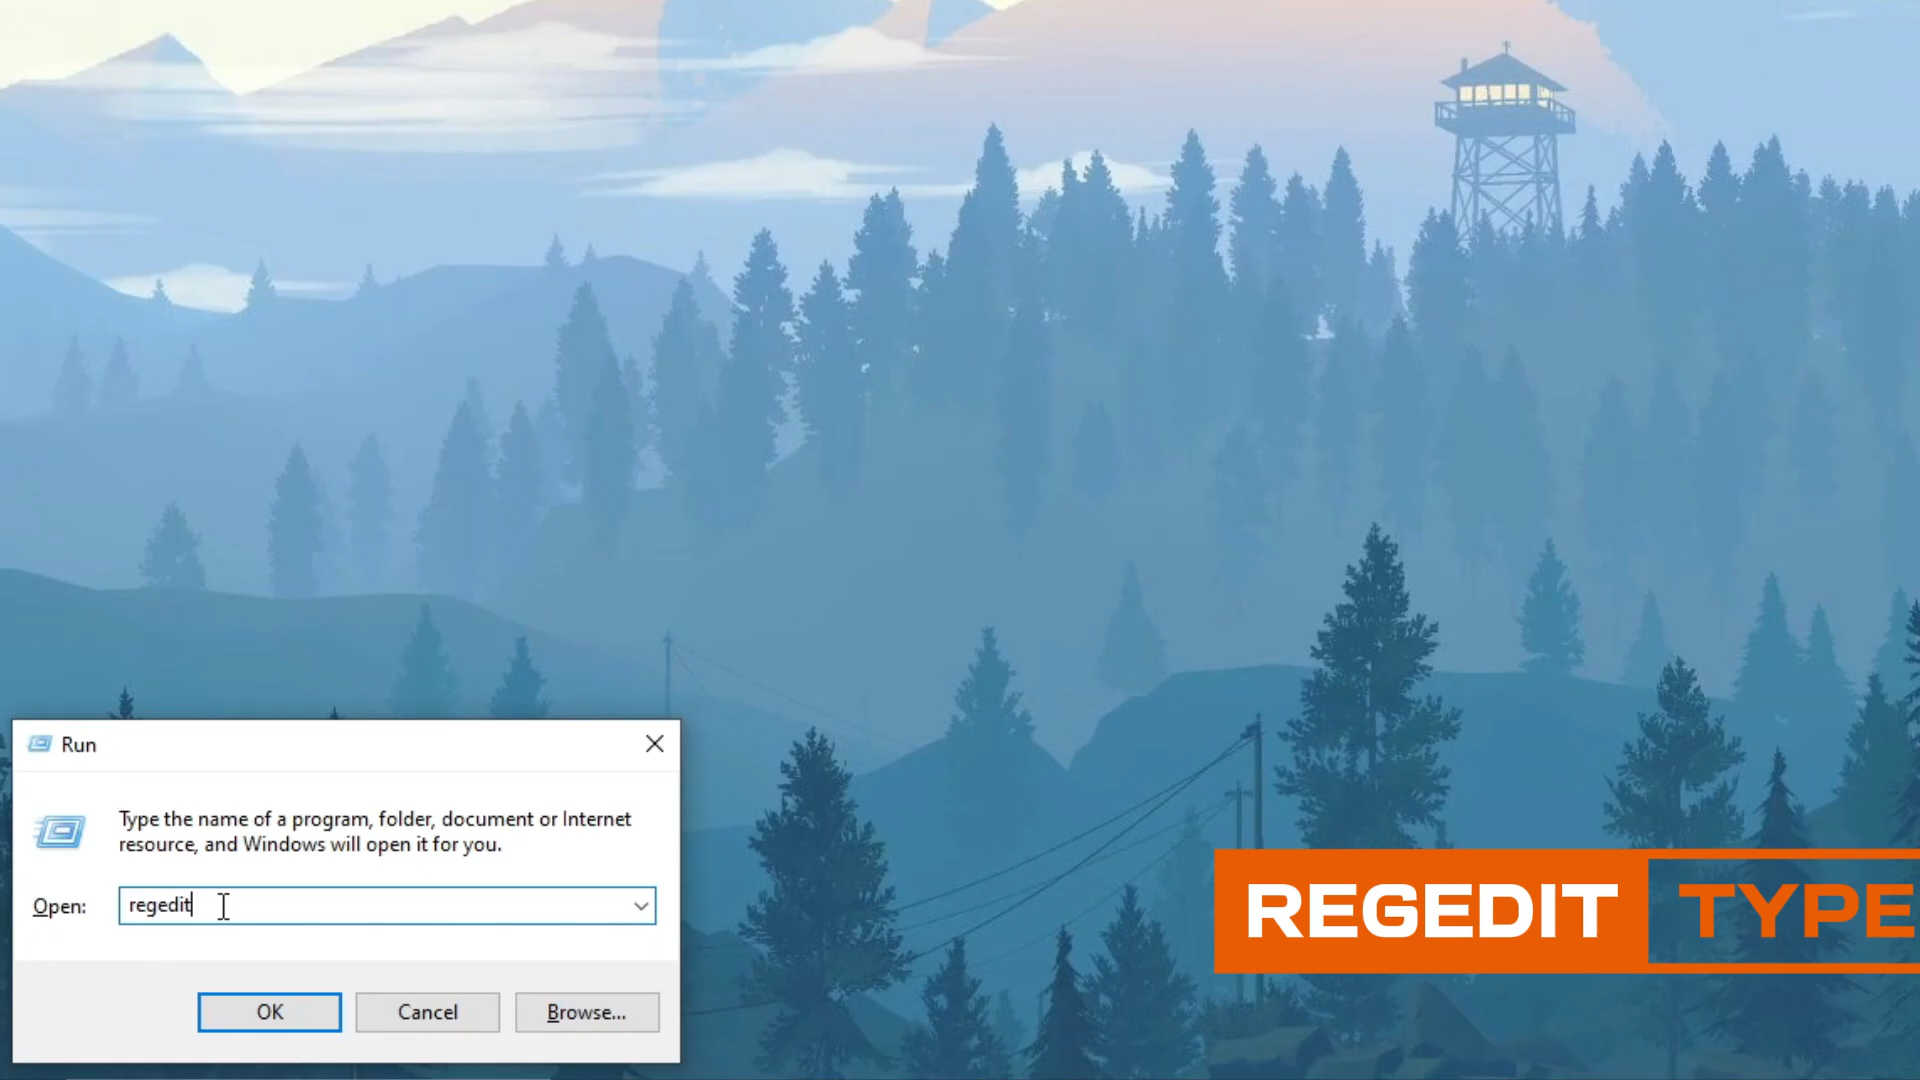 Run
Type the name of a program, folder, document or Internet
resource, and Windows will open it for you.
Open: regedit
OK Cancel Browse...
REGEDIT TYPE